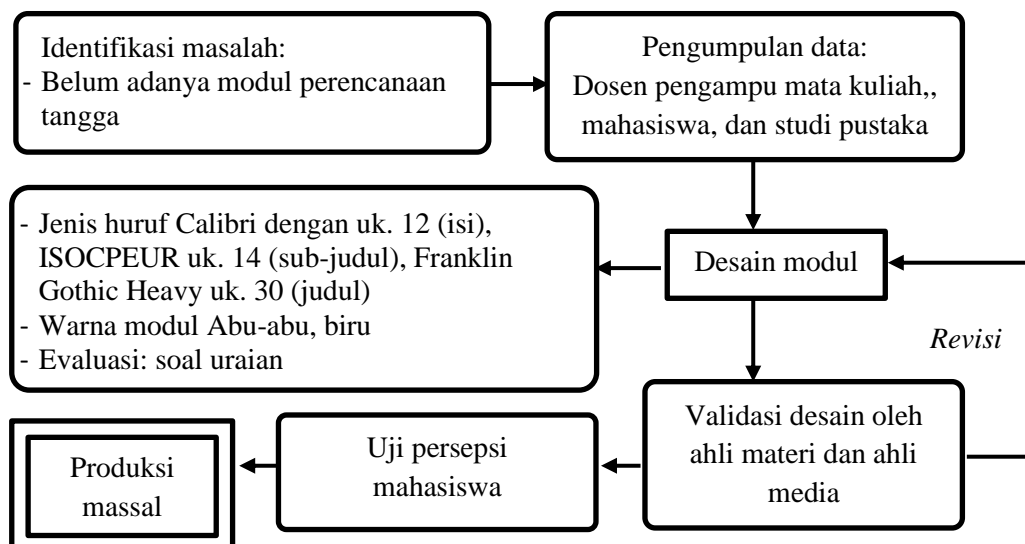 Identifikasi masalah:
- Belum adanya modul perencanaan
tangga
Pengumpulan data:
Dosen pengampu mata kuliah,,
mahasiswa, dan studi pustaka
- Jenis huruf Calibri dengan uk. 12 (isi),
ISOCPEUR uk. 14 (sub-judul), Franklin
Gothic Heavy uk. 30 (judul)
- Warna modul Abu-abu, biru
- Evaluasi: soal uraian
Desain modul
Revisi
Validasi desain oleh
ahli materi dan ahli
media
Uji persepsi
mahasiswa
Produksi
massal